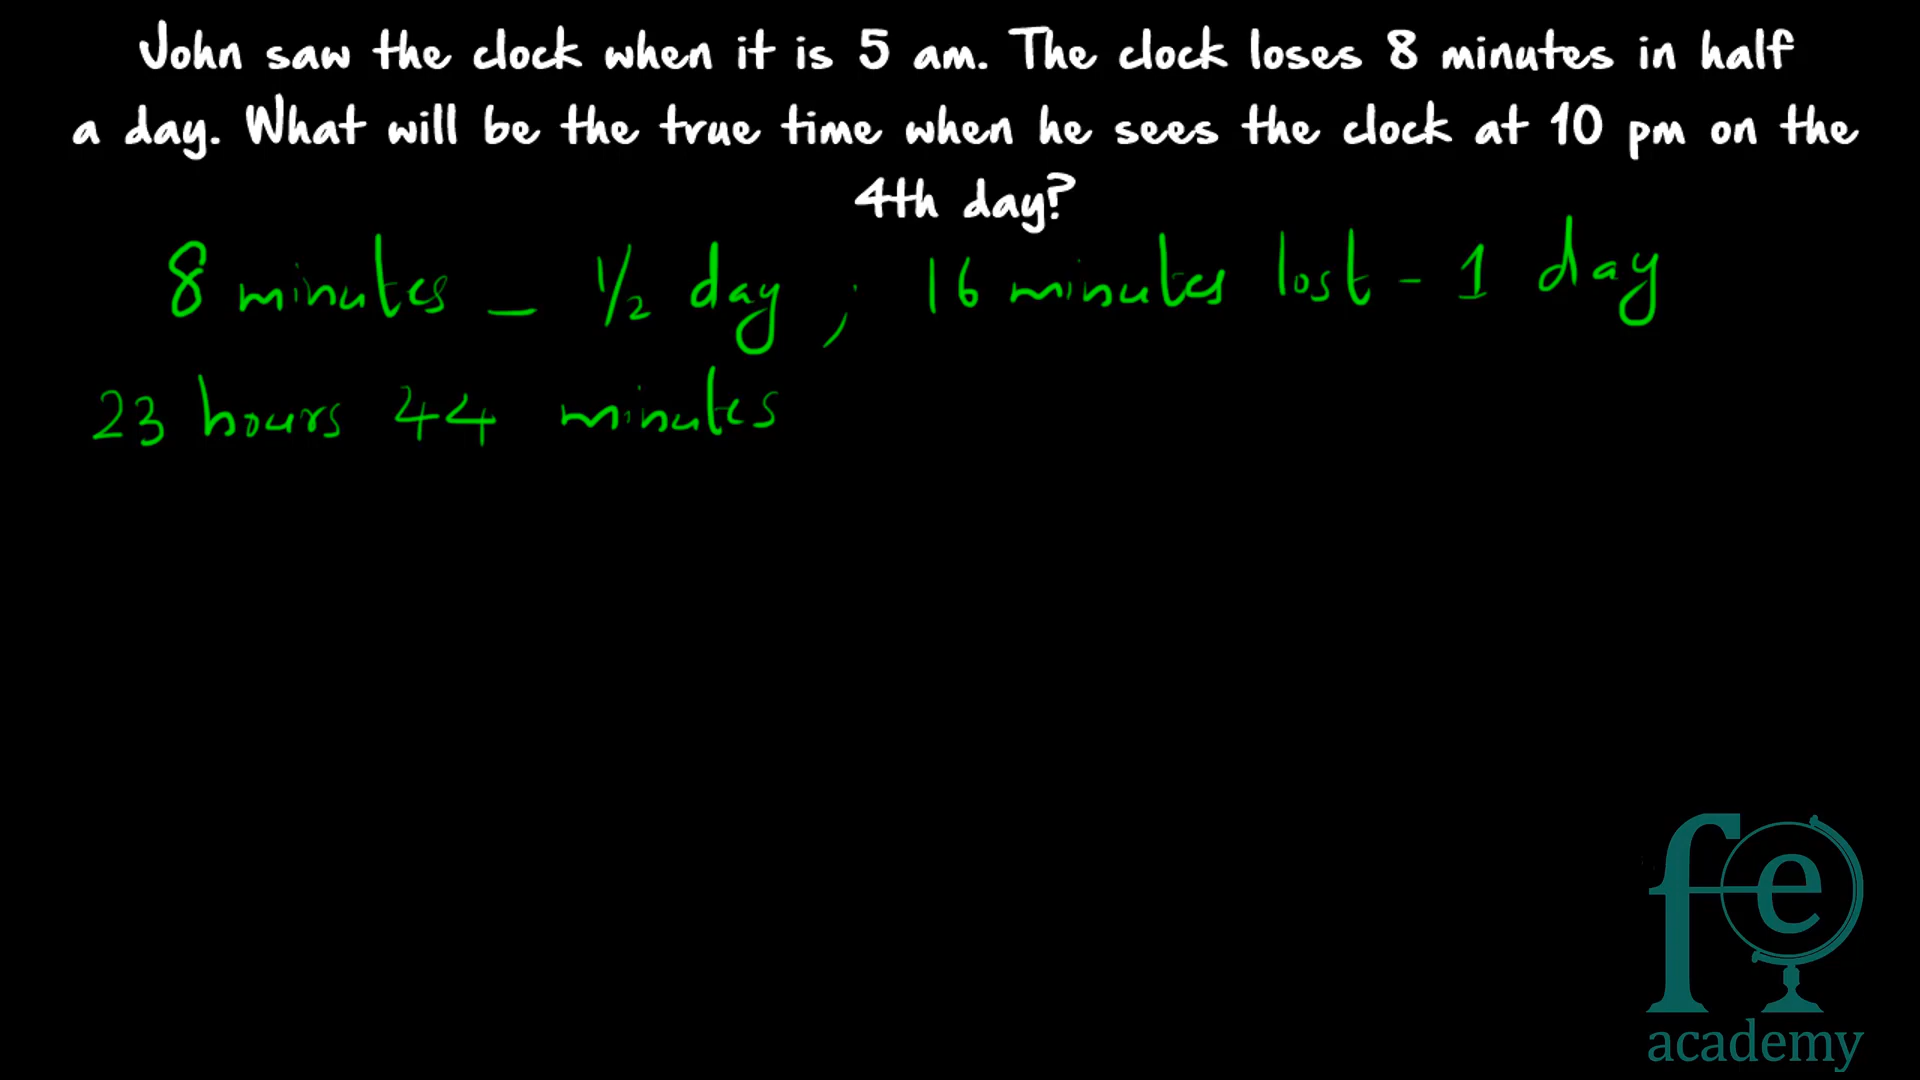 John saw the clock when it is 5 am. The clock loses 8 minutes in half
a day. What will be the true time when he sees the clock at 10 pm on the
4th day?
8 minutes - 1/2 day ; 16 minutes lost - 1 day
23 hours 44 minutes
fe
academy